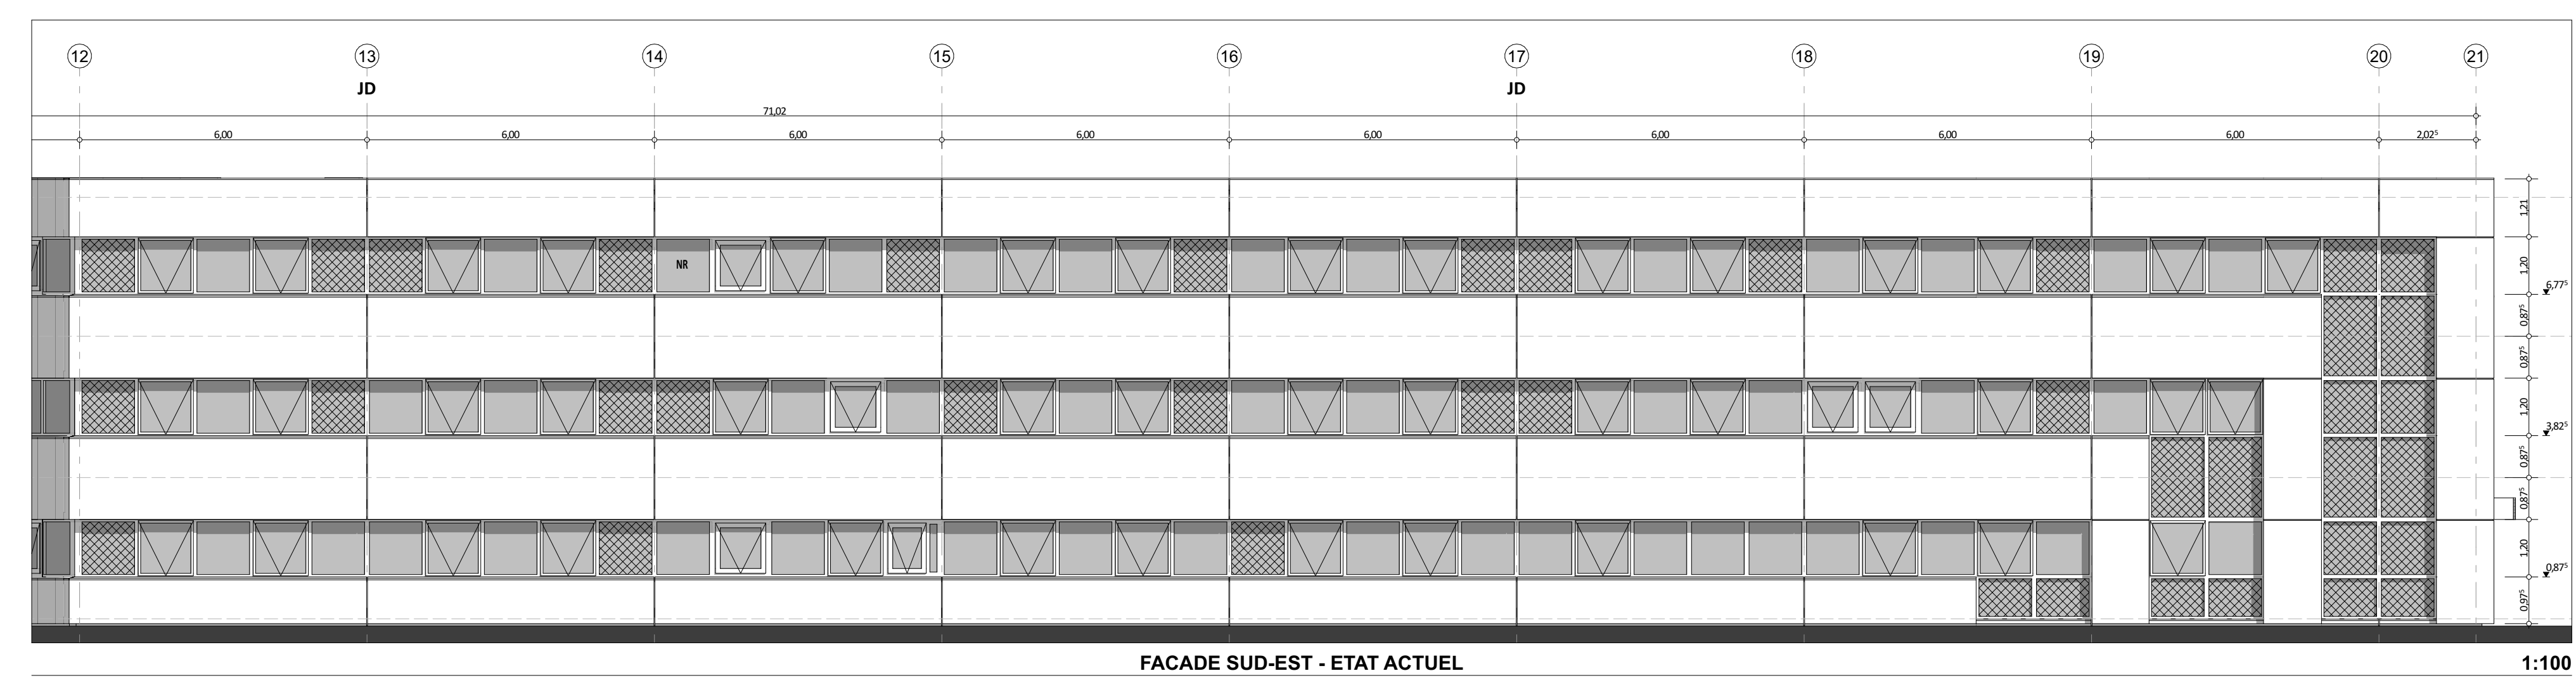 12 13 14 15 16 17 18 19 20 21
JD JD
71,02
6,00 6,00 6,00 6,00 6,00 6,00 6,00 6,00 2,02⁵
1,21
NR
1,20
6,77⁵
0,87⁵
0,87⁵
1,20
3,82⁵
0,87⁵
0,87⁵
1,20
0,87⁵
0,97⁵
FACADE SUD-EST - ETAT ACTUEL 1:100